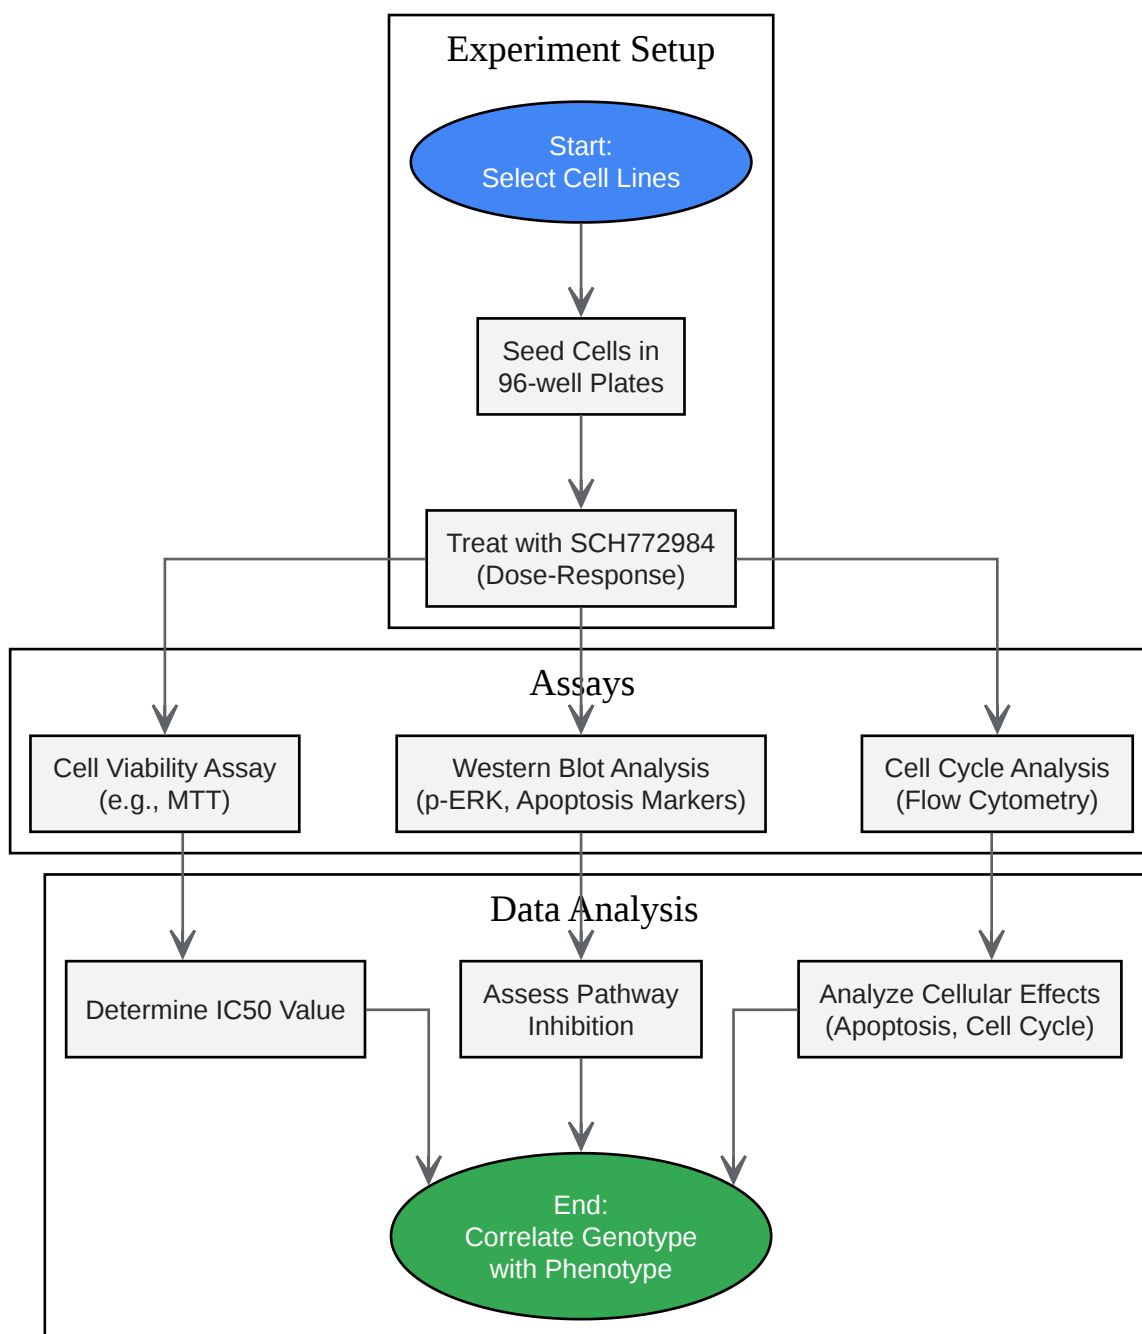 Experiment Setup
Start:
Select Cell Lines
Seed Cells in
96-well Plates
Treat with SCH772984
(Dose-Response)
Assays
Cell Viability Assay
(e.g., MTT)
Western Blot Analysis
(p-ERK, Apoptosis Markers)
Cell Cycle Analysis
(Flow Cytometry)
Data Analysis
Determine IC50 Value
Assess Pathway
Inhibition
Analyze Cellular Effects
(Apoptosis, Cell Cycle)
End:
Correlate Genotype
with Phenotype